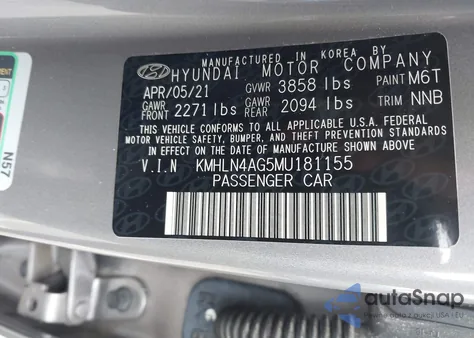 MANUFACTURED IN KOREA BY
HYUNDAI MOTOR COMPANY
APR/05/21 GVWR 3858 lbs PAINT M6T
GAWR FRONT 2271 lbs GAWR REAR 2094 lbs TRIM NNB
THIS VEHICLE CONFORMS TO ALL APPLICABLE
U.S.A. FEDERAL MOTOR VEHICLE SAFETY, BUMPER, AND THEFT PREVENTION STANDARDS
IN EFFECT ON THE DATE OF MANUFACTURE SHOWN ABOVE.
V.I.N KMHLN4AG5MU181155
PASSENGER CAR
N57
autoSnap